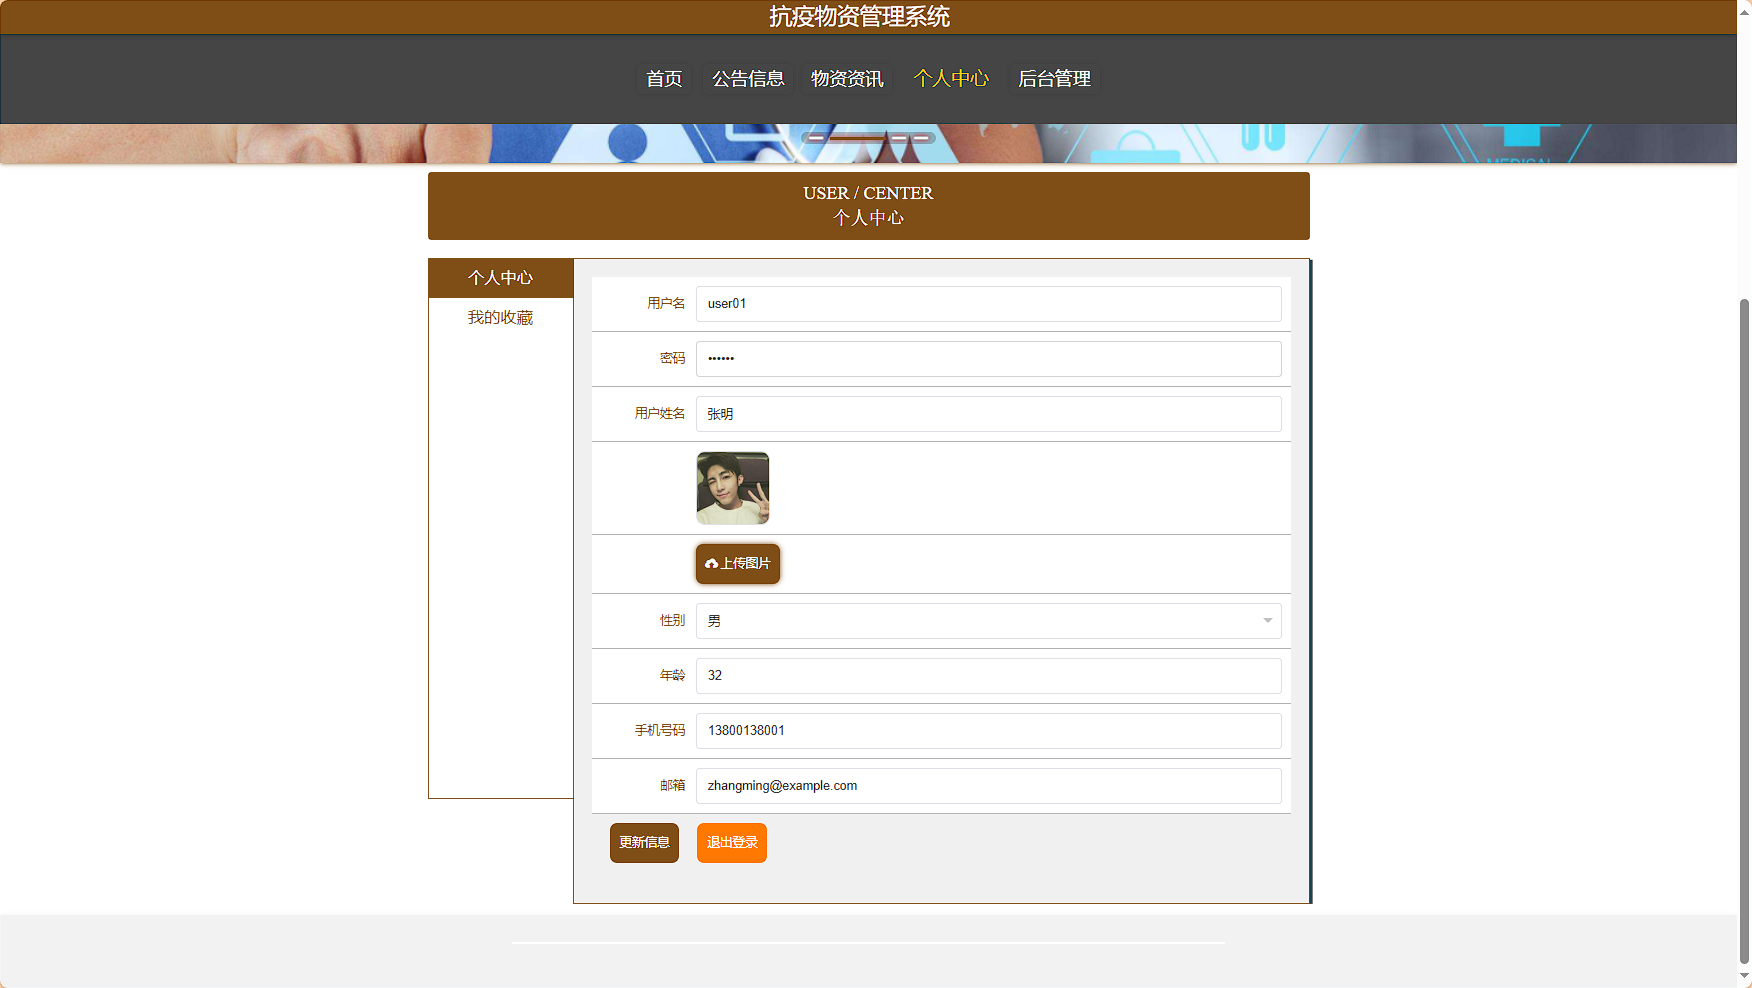 抗疫物资管理系统
首页 公告信息 物资资讯 个人中心 后台管理
MEDICAL
USER / CENTER
个人中心
个人中心
我的收藏
用户名 user01
密码 ••••••
用户姓名 张明
上传图片
性别 男
年龄 32
手机号码 13800138001
邮箱 zhangming@example.com
更新信息 退出登录